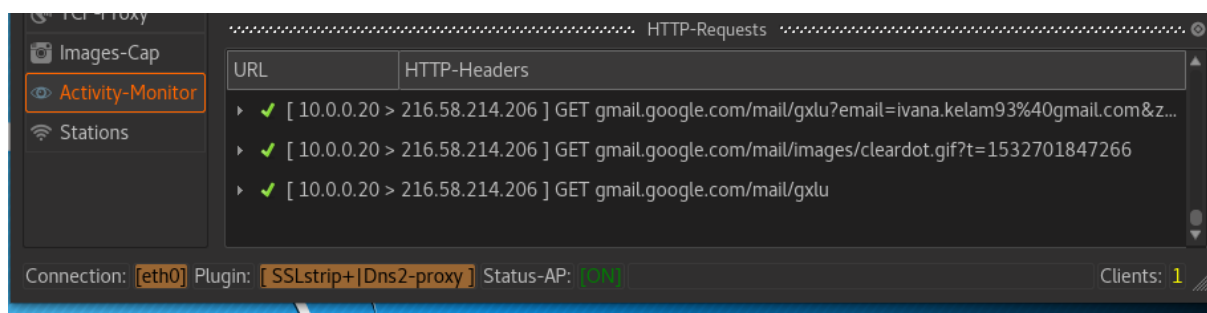 TCP-Proxy
HTTP-Requests
Images-Cap
URL HTTP-Headers
Activity-Monitor
[ 10.0.0.20 > 216.58.214.206 ] GET gmail.google.com/mail/gxlu?email=ivana.kelam93%40gmail.com&z...
Stations
[ 10.0.0.20 > 216.58.214.206 ] GET gmail.google.com/mail/images/cleardot.gif?t=1532701847266
[ 10.0.0.20 > 216.58.214.206 ] GET gmail.google.com/mail/gxlu
Connection: [eth0] Plugin: [ SSLstrip+|Dns2-proxy ] Status-AP: [ON] Clients: 1